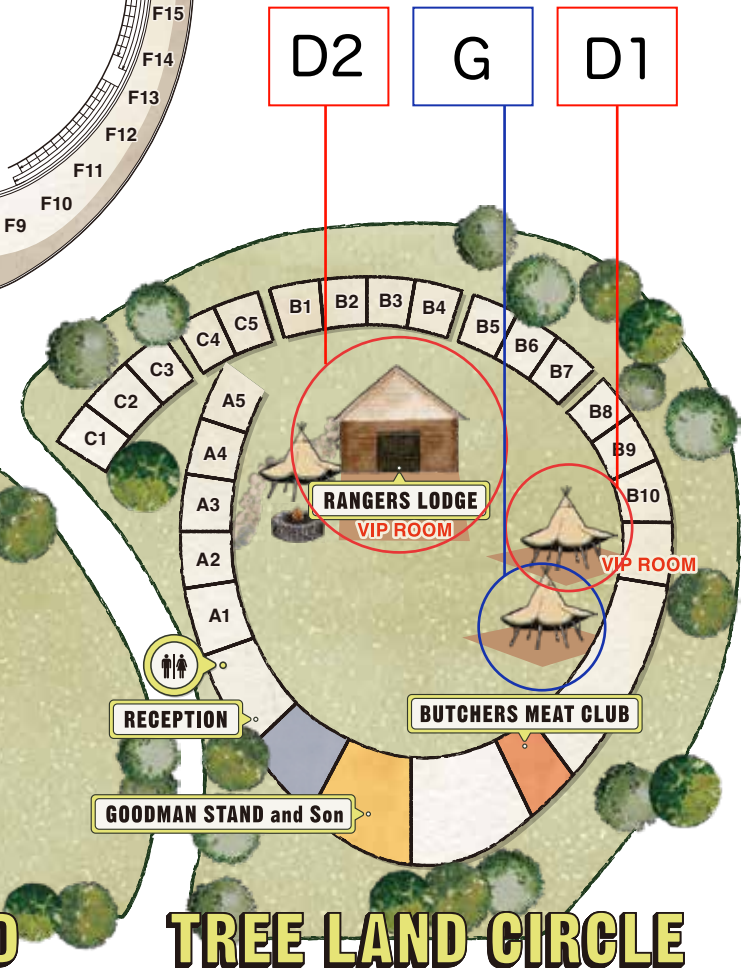 F15
F14
F13
F12
F11
F10
F9
D2
G
D1
B1
B2
B3
B4
B5
B6
B7
B8
B9
B10
C5
C4
C3
C2
C1
A5
A4
A3
A2
A1
RANGERS LODGE
VIP ROOM
VIP ROOM
RECEPTION
BUTCHERS MEAT CLUB
GOODMAN STAND and Son
TREE LAND CIRCLE